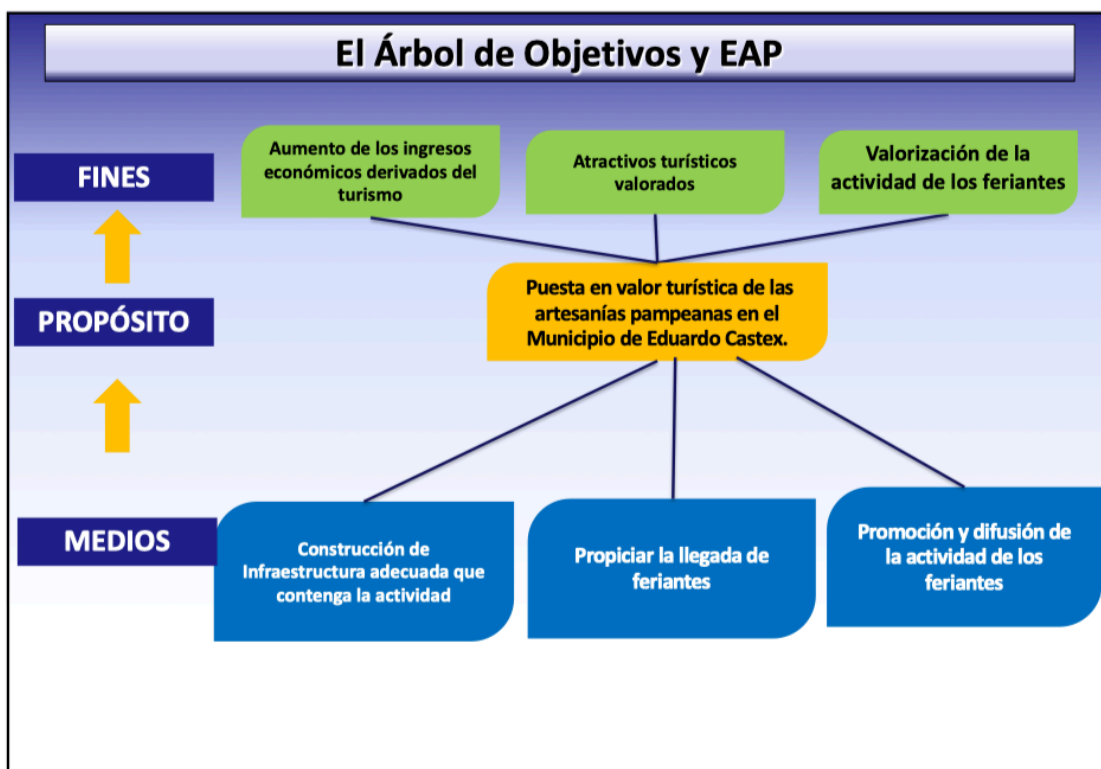 El Árbol de Objetivos y EAP
FINES
Aumento de los ingresos
económicos derivados del
turismo
Atractivos turísticos
valorados
Valorización de la
actividad de los feriantes
PROPÓSITO
Puesta en valor turística de las
artesanías pampeanas en el
Municipio de Eduardo Castex.
MEDIOS
Construcción de
Infraestructura adecuada que
contenga la actividad
Propiciar la llegada de
feriantes
Promoción y difusión de
la actividad de los
feriantes